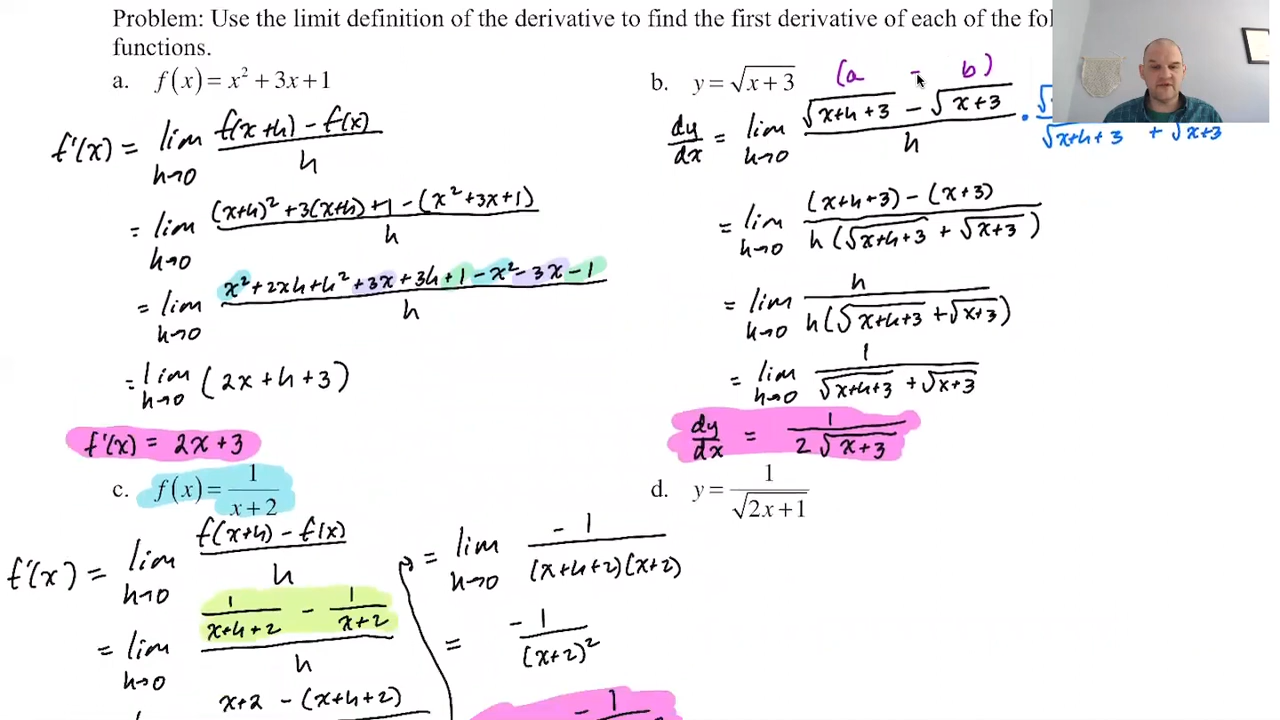 Problem: Use the limit definition of the derivative to find the first derivative of each of the
functions.
a. f(x) = x² + 3x + 1
f'(x) = lim h→0 (f(x+h) − f(x)) / h
= lim h→0 ((x+h)² + 3(x+h) + 1 − (x² + 3x + 1)) / h
= lim h→0 (x² + 2xh + h² + 3x + 3h + 1 − x² − 3x − 1) / h
= lim h→0 (2x + h + 3)
f'(x) = 2x + 3
b. y = √(x+3)
(a − b)
dy/dx = lim h→0 (√(x+h+3) − √(x+3)) / h · / (√(x+h+3) + √(x+3))
= lim h→0 ((x+h+3) − (x+3)) / (h(√(x+h+3) + √(x+3)))
= lim h→0 h / (h(√(x+h+3) + √(x+3)))
= lim h→0 1 / (√(x+h+3) + √(x+3))
dy/dx = 1 / (2√(x+3))
c. f(x) = 1 / (x+2)
f'(x) = lim h→0 (f(x+h) − f(x)) / h
= lim h→0 (1/(x+h+2) − 1/(x+2)) / h
x+2 − (x+h+2)
= lim h→0 −1 / ((x+h+2)(x+2))
= −1 / (x+2)²
−1
d. y = 1 / √(2x+1)